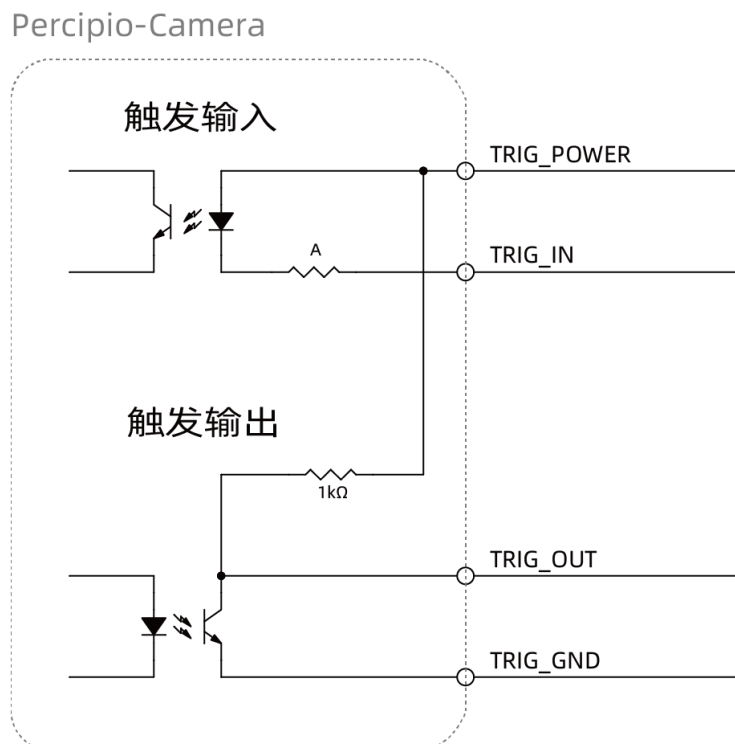 Percipio-Camera
触发输入
TRIG_POWER
A
TRIG_IN
触发输出
1kΩ
TRIG_OUT
TRIG_GND